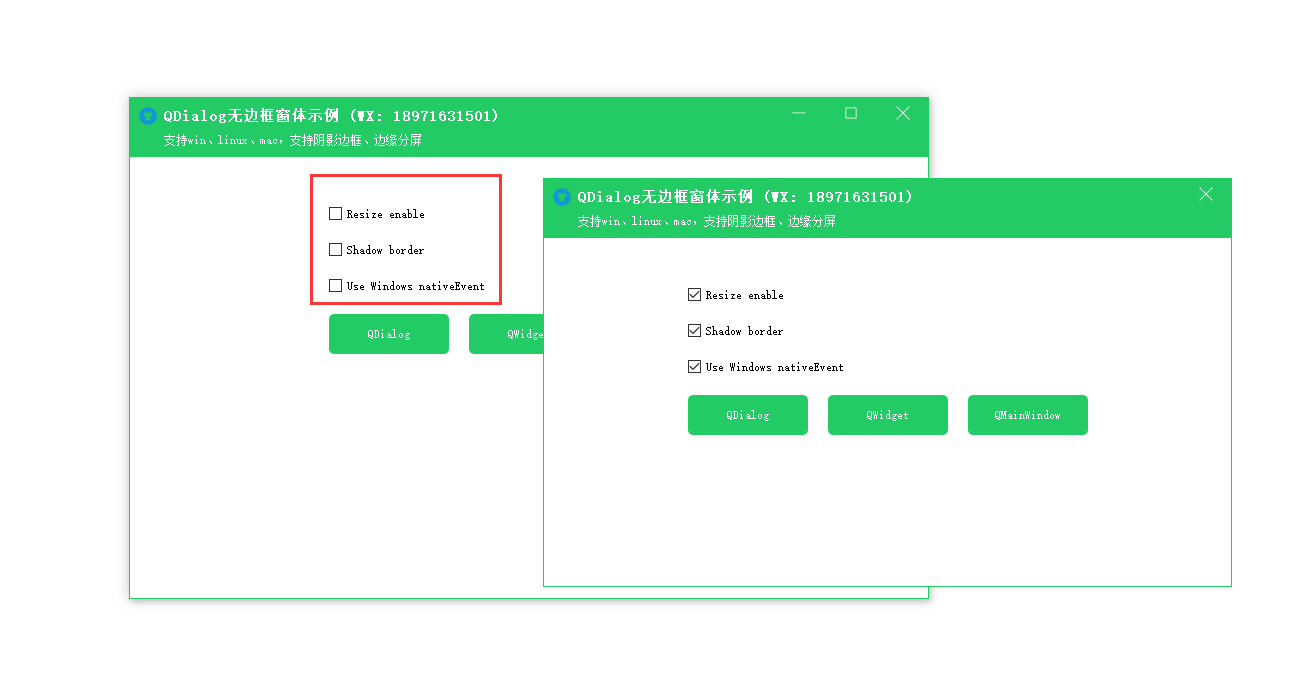 QDialog无边框窗体示例 (WX: 18971631501)
支持win、linux、mac，支持阴影边框、边缘分屏
Resize enable
Shadow border
Use Windows nativeEvent
QDialog
QWidge
QDialog无边框窗体示例 (WX: 18971631501)
支持win、linux、mac，支持阴影边框、边缘分屏
Resize enable
Shadow border
Use Windows nativeEvent
QDialog
QWidget
QMainWindow